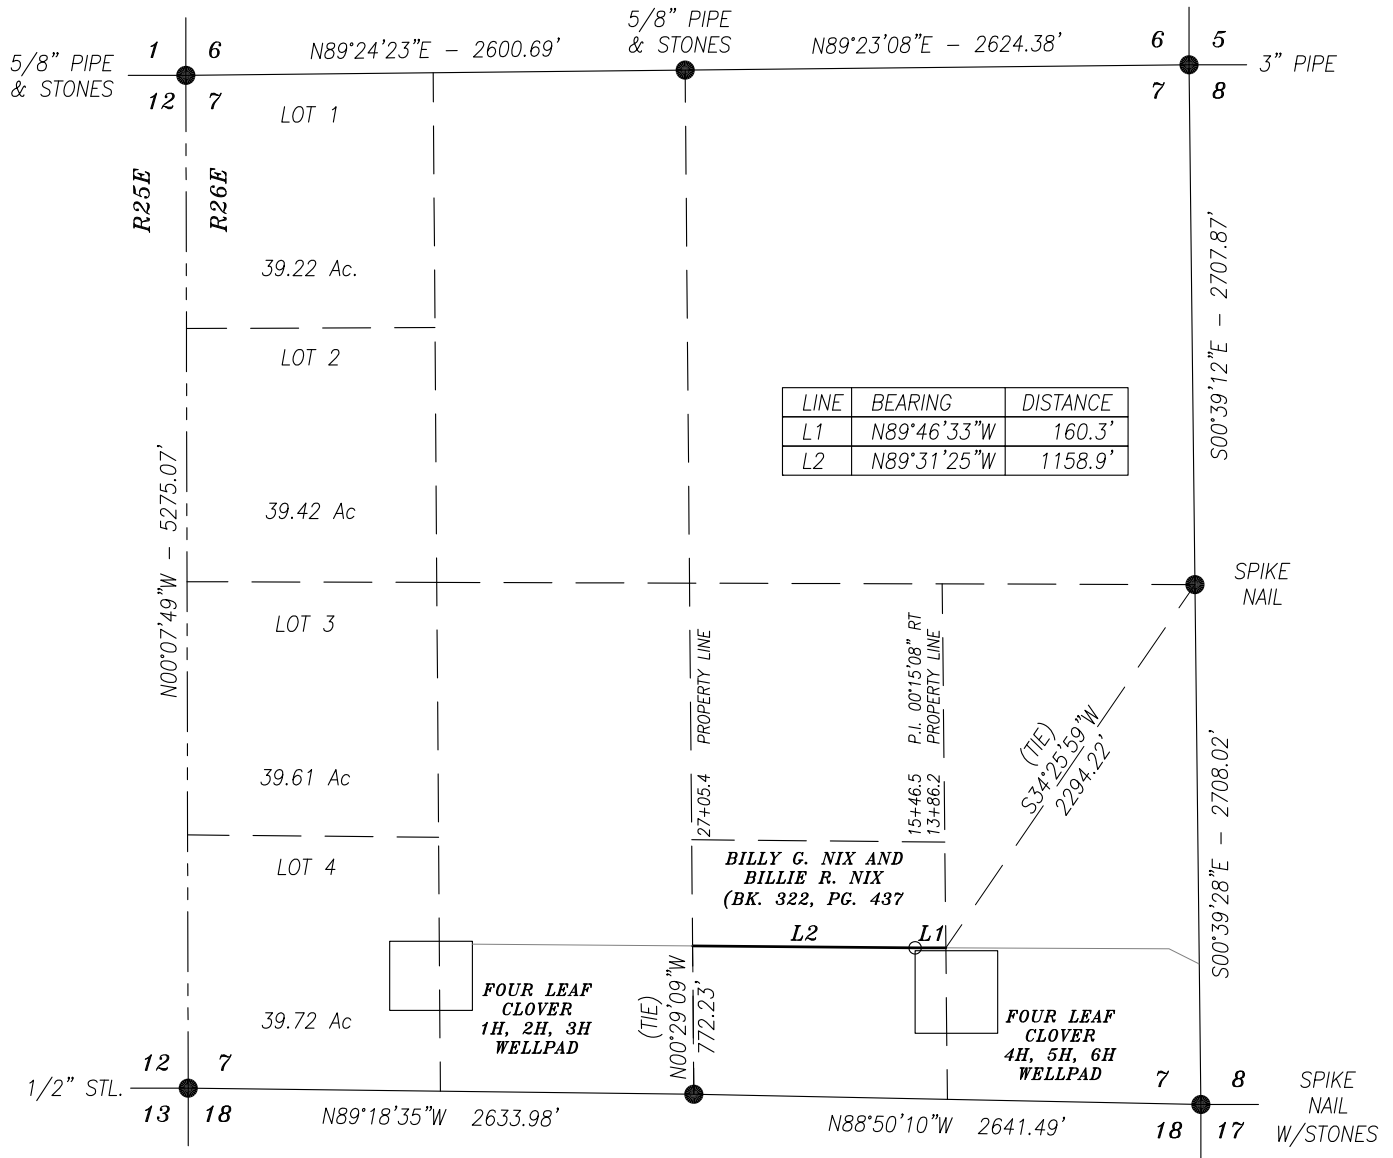 5/8" PIPE
& STONES
5/8" PIPE
& STONES
1
6
N89°24'23"E - 2600.69'
N89°23'08"E - 2624.38'
6
5
3" PIPE
12
7
7
8
LOT 1
R25E
R26E
39.22 Ac.
S00°39'12"E - 2707.87'
LOT 2
LINE BEARING DISTANCE
L1 N89°46'33"W 160.3'
L2 N89°31'25"W 1158.9'
39.42 Ac
N00°07'49"W - 5275.07'
SPIKE
NAIL
LOT 3
27+05.4 PROPERTY LINE
15+46.5 P.I. 00°15'08" RT
13+86.2 PROPERTY LINE
(TIE)
S34°25'59"W
2294.22'
39.61 Ac
S00°39'28"E - 2708.02'
LOT 4
BILLY G. NIX AND
BILLIE R. NIX
(BK. 322, PG. 437
L2
L1
(TIE)
N00°29'09"W
772.23'
FOUR LEAF
CLOVER
1H, 2H, 3H
WELLPAD
FOUR LEAF
CLOVER
4H, 5H, 6H
WELLPAD
39.72 Ac
12
7
7
8
1/2" STL.
SPIKE
NAIL
W/STONES
13
18
N89°18'35"W 2633.98'
N88°50'10"W 2641.49'
18
17